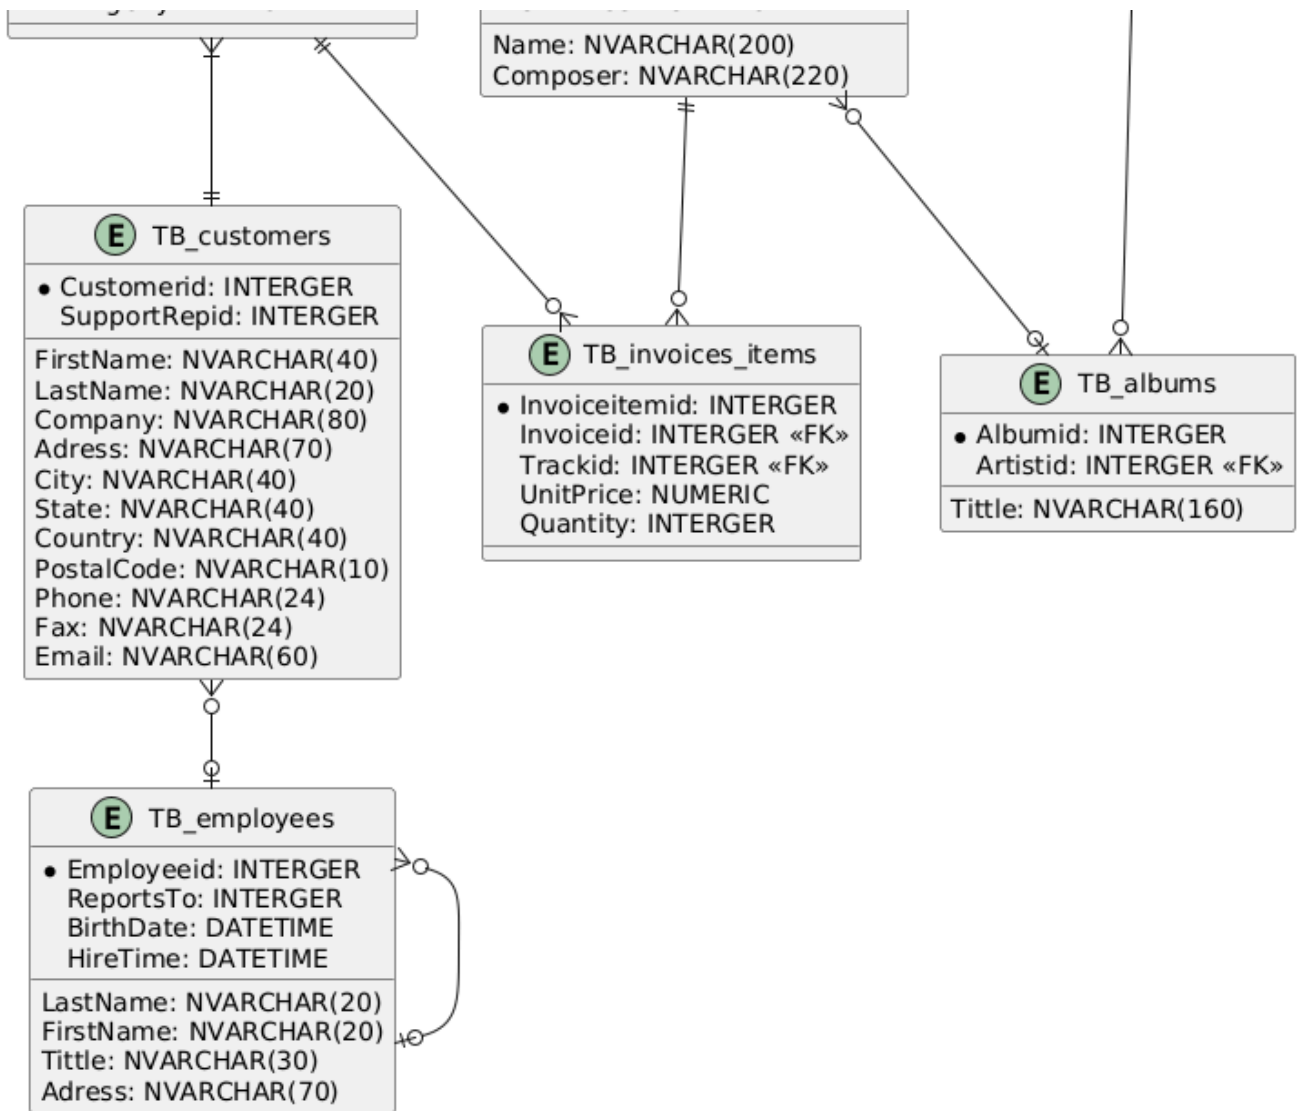 Name: NVARCHAR(200)
Composer: NVARCHAR(220)
E TB_customers
Customerid: INTERGER
SupportRepid: INTERGER
FirstName: NVARCHAR(40)
LastName: NVARCHAR(20)
Company: NVARCHAR(80)
Adress: NVARCHAR(70)
City: NVARCHAR(40)
State: NVARCHAR(40)
Country: NVARCHAR(40)
PostalCode: NVARCHAR(10)
Phone: NVARCHAR(24)
Fax: NVARCHAR(24)
Email: NVARCHAR(60)
E TB_invoices_items
Invoiceitemid: INTERGER
Invoiceid: INTERGER «FK»
Trackid: INTERGER «FK»
UnitPrice: NUMERIC
Quantity: INTERGER
E TB_albums
Albumid: INTERGER
Artistid: INTERGER «FK»
Tittle: NVARCHAR(160)
E TB_employees
Employeeid: INTERGER
ReportsTo: INTERGER
BirthDate: DATETIME
HireTime: DATETIME
LastName: NVARCHAR(20)
FirstName: NVARCHAR(20)
Tittle: NVARCHAR(30)
Adress: NVARCHAR(70)